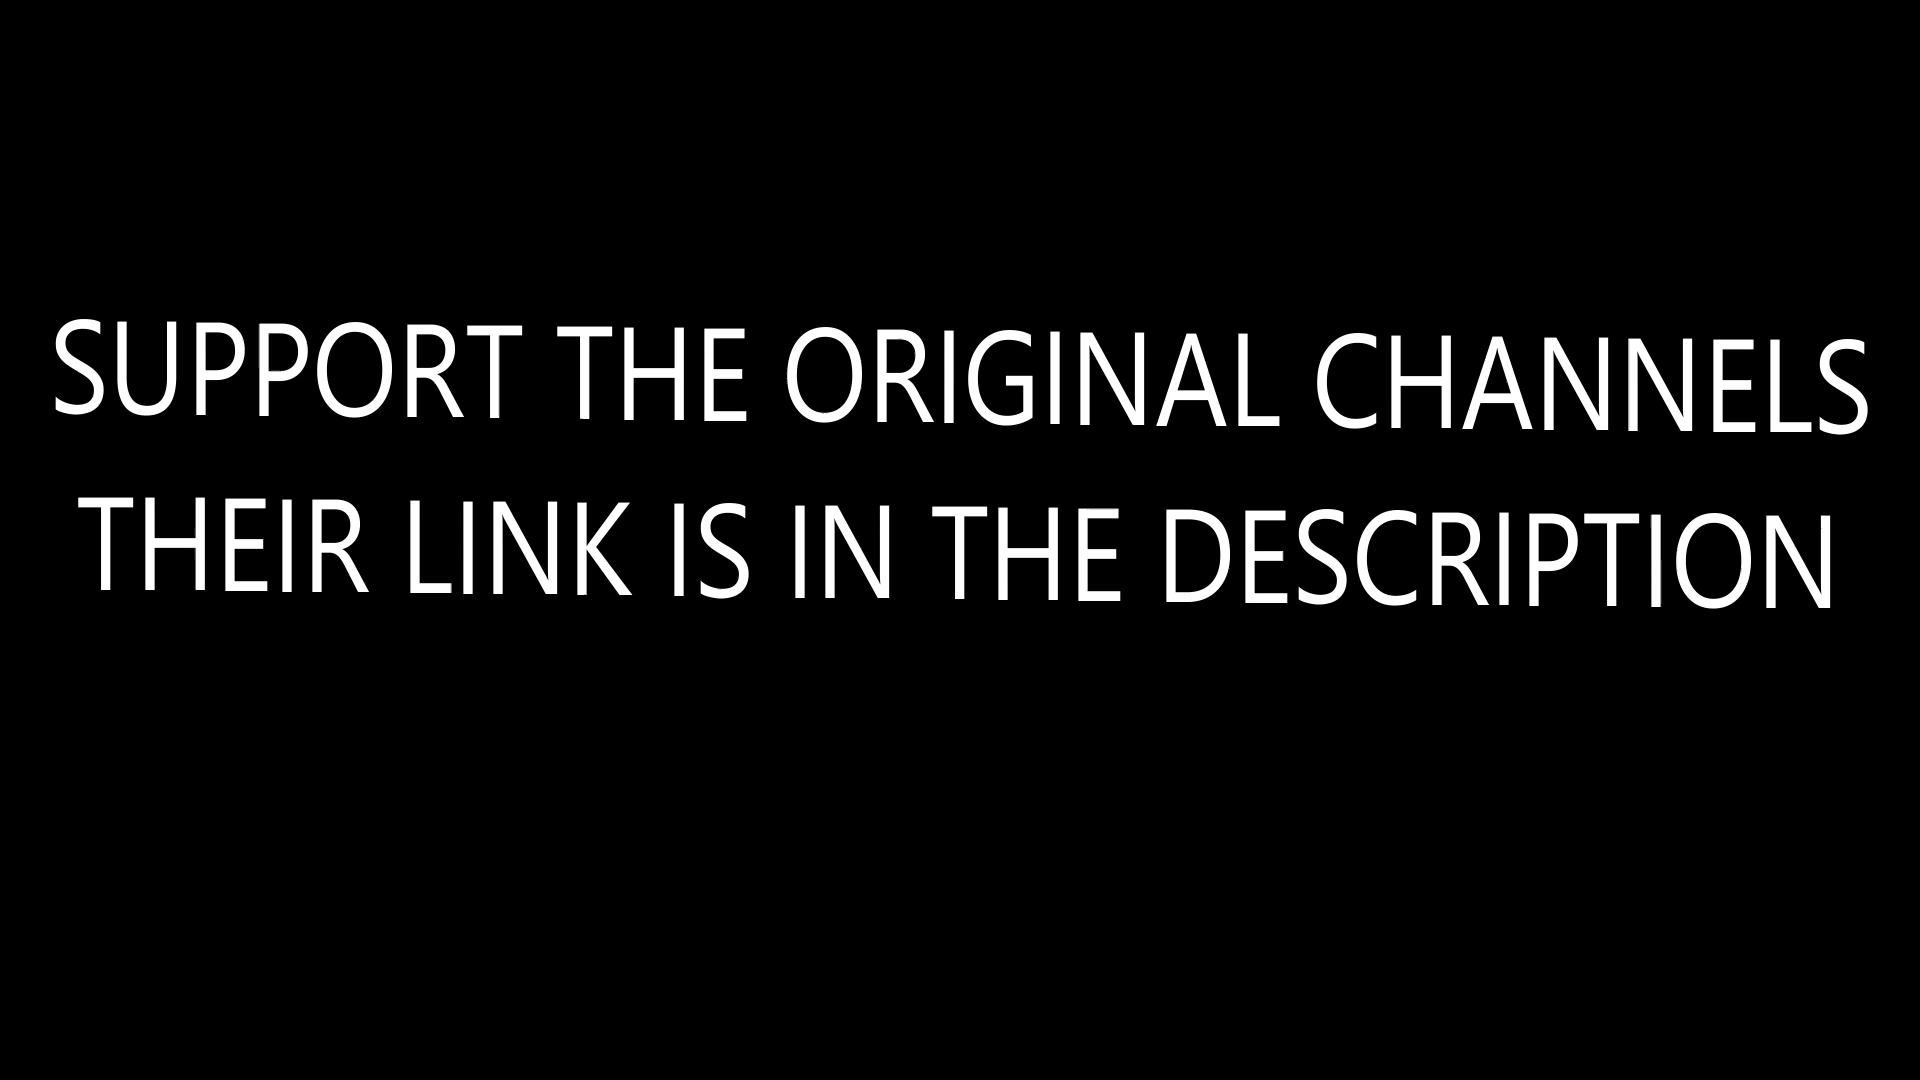 SUPPORT THE ORIGINAL CHANNELS
THEIR LINK IS IN THE DESCRIPTION